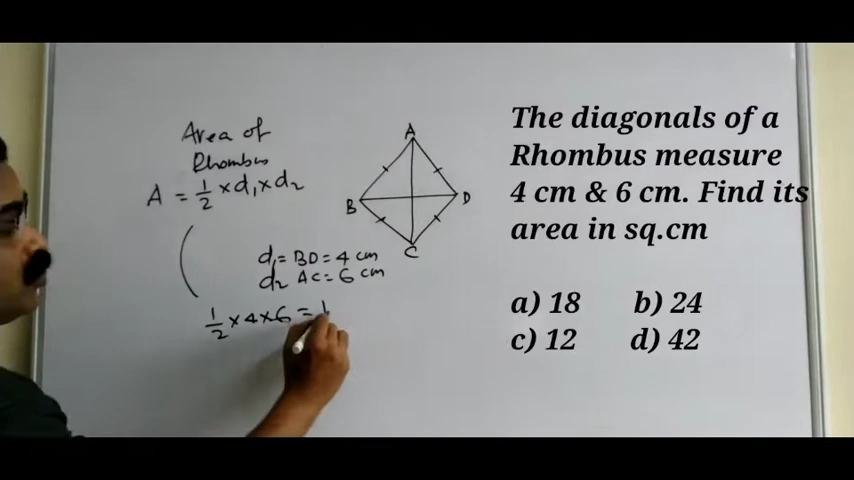 Area of
Rhombus
A = 1/2 × d₁ × d₂
A
B
D
C
d₁ = BD = 4 cm
d₂ AC = 6 cm
1/2 × 4 × 6 = 1
The diagonals of a
Rhombus measure
4 cm & 6 cm. Find its
area in sq.cm
a) 18 b) 24
c) 12 d) 42